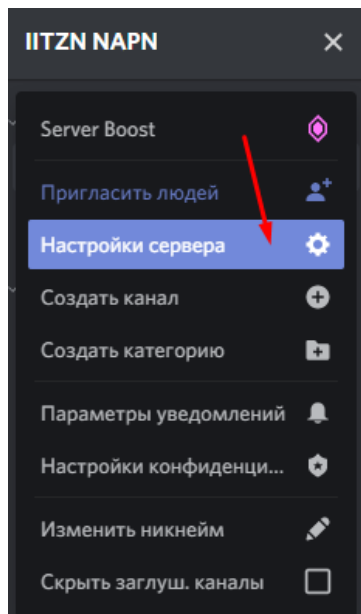 IITZN NAPN
Server Boost
Пригласить людей
Настройки сервера
Создать канал
Создать категорию
Параметры уведомлений
Настройки конфиденци...
Изменить никнейм
Скрыть заглуш. каналы